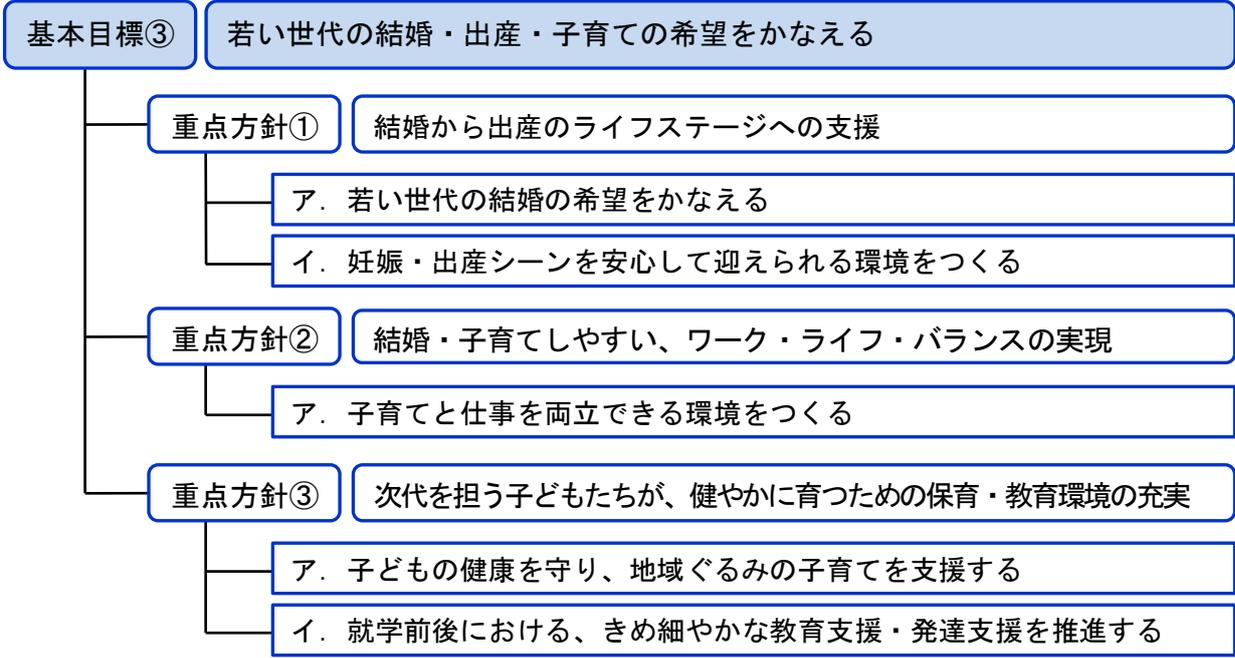 基本目標③ 若い世代の結婚・出産・子育ての希望をかなえる
重点方針① 結婚から出産のライフステージへの支援
ア．若い世代の結婚の希望をかなえる
イ．妊娠・出産シーンを安心して迎えられる環境をつくる
重点方針② 結婚・子育てしやすい、ワーク・ライフ・バランスの実現
ア．子育てと仕事を両立できる環境をつくる
重点方針③ 次代を担う子どもたちが、健やかに育つための保育・教育環境の充実
ア．子どもの健康を守り、地域ぐるみの子育てを支援する
イ．就学前後における、きめ細やかな教育支援・発達支援を推進する